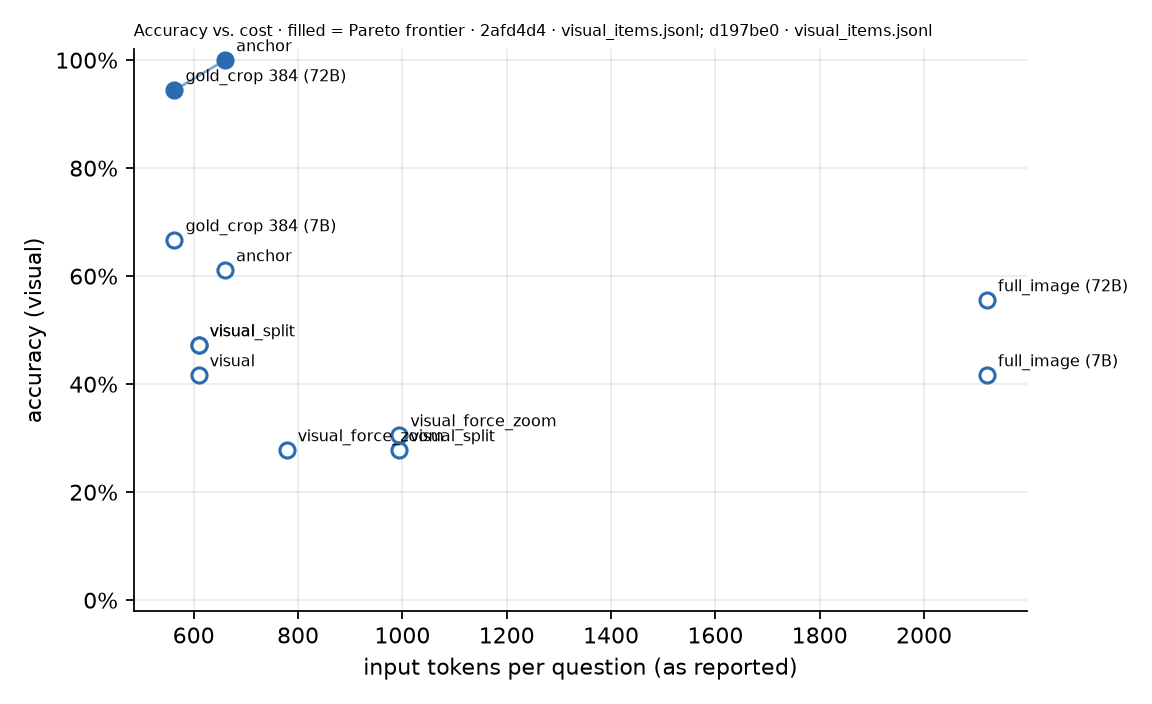 Accuracy vs. cost · filled = Pareto frontier · 2afd4d4 · visual_items.jsonl; d197be0 · visual_items.jsonl
anchor
100%
gold_crop 384 (72B)
80%
gold_crop 384 (7B)
anchor
60%
full_image (72B)
visual_split
visual
full_image (7B)
40%
visual_force_zoom
visual_force_zoom
visual_split
20%
0%
600 800 1000 1200 1400 1600 1800 2000
input tokens per question (as reported)
accuracy (visual)